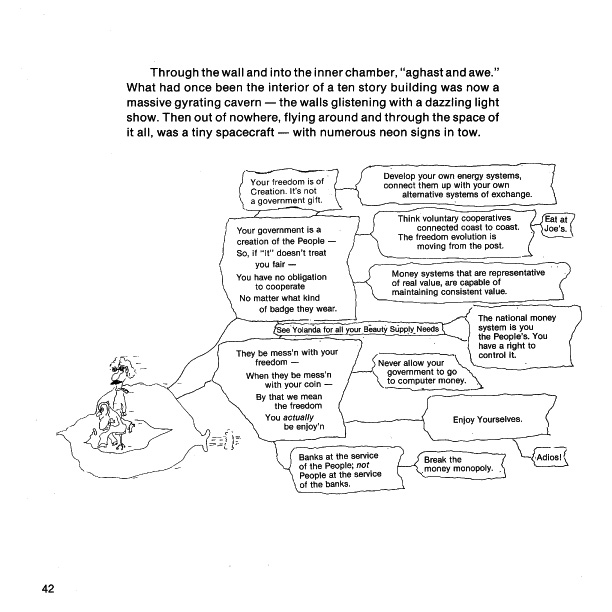 Through the wall and into the inner chamber, "aghast and awe."
What had once been the interior of a ten story building was now a
massive gyrating cavern — the walls glistening with a dazzling light
show. Then out of nowhere, flying around and through the space of
it all, was a tiny spacecraft — with numerous neon signs in tow.
Your freedom is of
Creation. It's not
a government gift.
Develop your own energy systems,
connect them up with your own
alternative systems of exchange.
Your government is a
creation of the People —
So, if "it" doesn't treat
you fair —
You have no obligation
to cooperate
No matter what kind
of badge they wear.
Think voluntary cooperatives
connected coast to coast.
The freedom evolution is
moving from the post.
Eat at
Joe's.
Money systems that are representative
of real value, are capable of
maintaining consistent value.
See Yolanda for all your Beauty Supply Needs
The national money
system is you
the People's. You
have a right to
control it.
They be mess'n with your
freedom —
When they be mess'n
with your coin —
By that we mean
the freedom
You actually
be enjoy'n
Never allow your
government to go
to computer money.
Enjoy Yourselves.
Adios!
Banks at the service
of the People; not
People at the service
of the banks.
Break the
money monopoly.
42